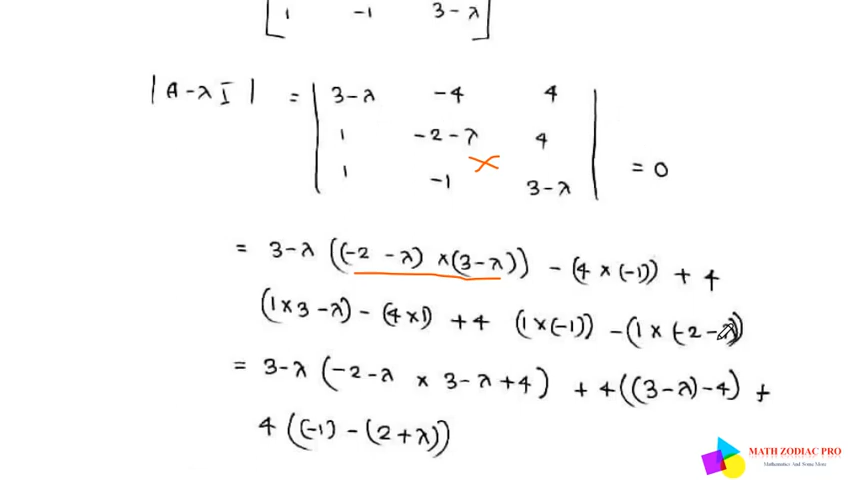 1 -1 3-λ
|A-λI| = | 3-λ -4 4
1 -2-λ 4
1 -1 3-λ | = 0
= 3-λ ((-2-λ) ×(3-λ)) - (4×(-1)) + 4
(1×3-λ) - (4×1) + 4 (1×(-1)) - (1×(-2-λ))
= 3-λ (-2-λ × 3-λ+4) + 4((3-λ)-4) +
4 ((-1) - (2+λ))
MATH ZODIAC PRO
Mathematics And Some More